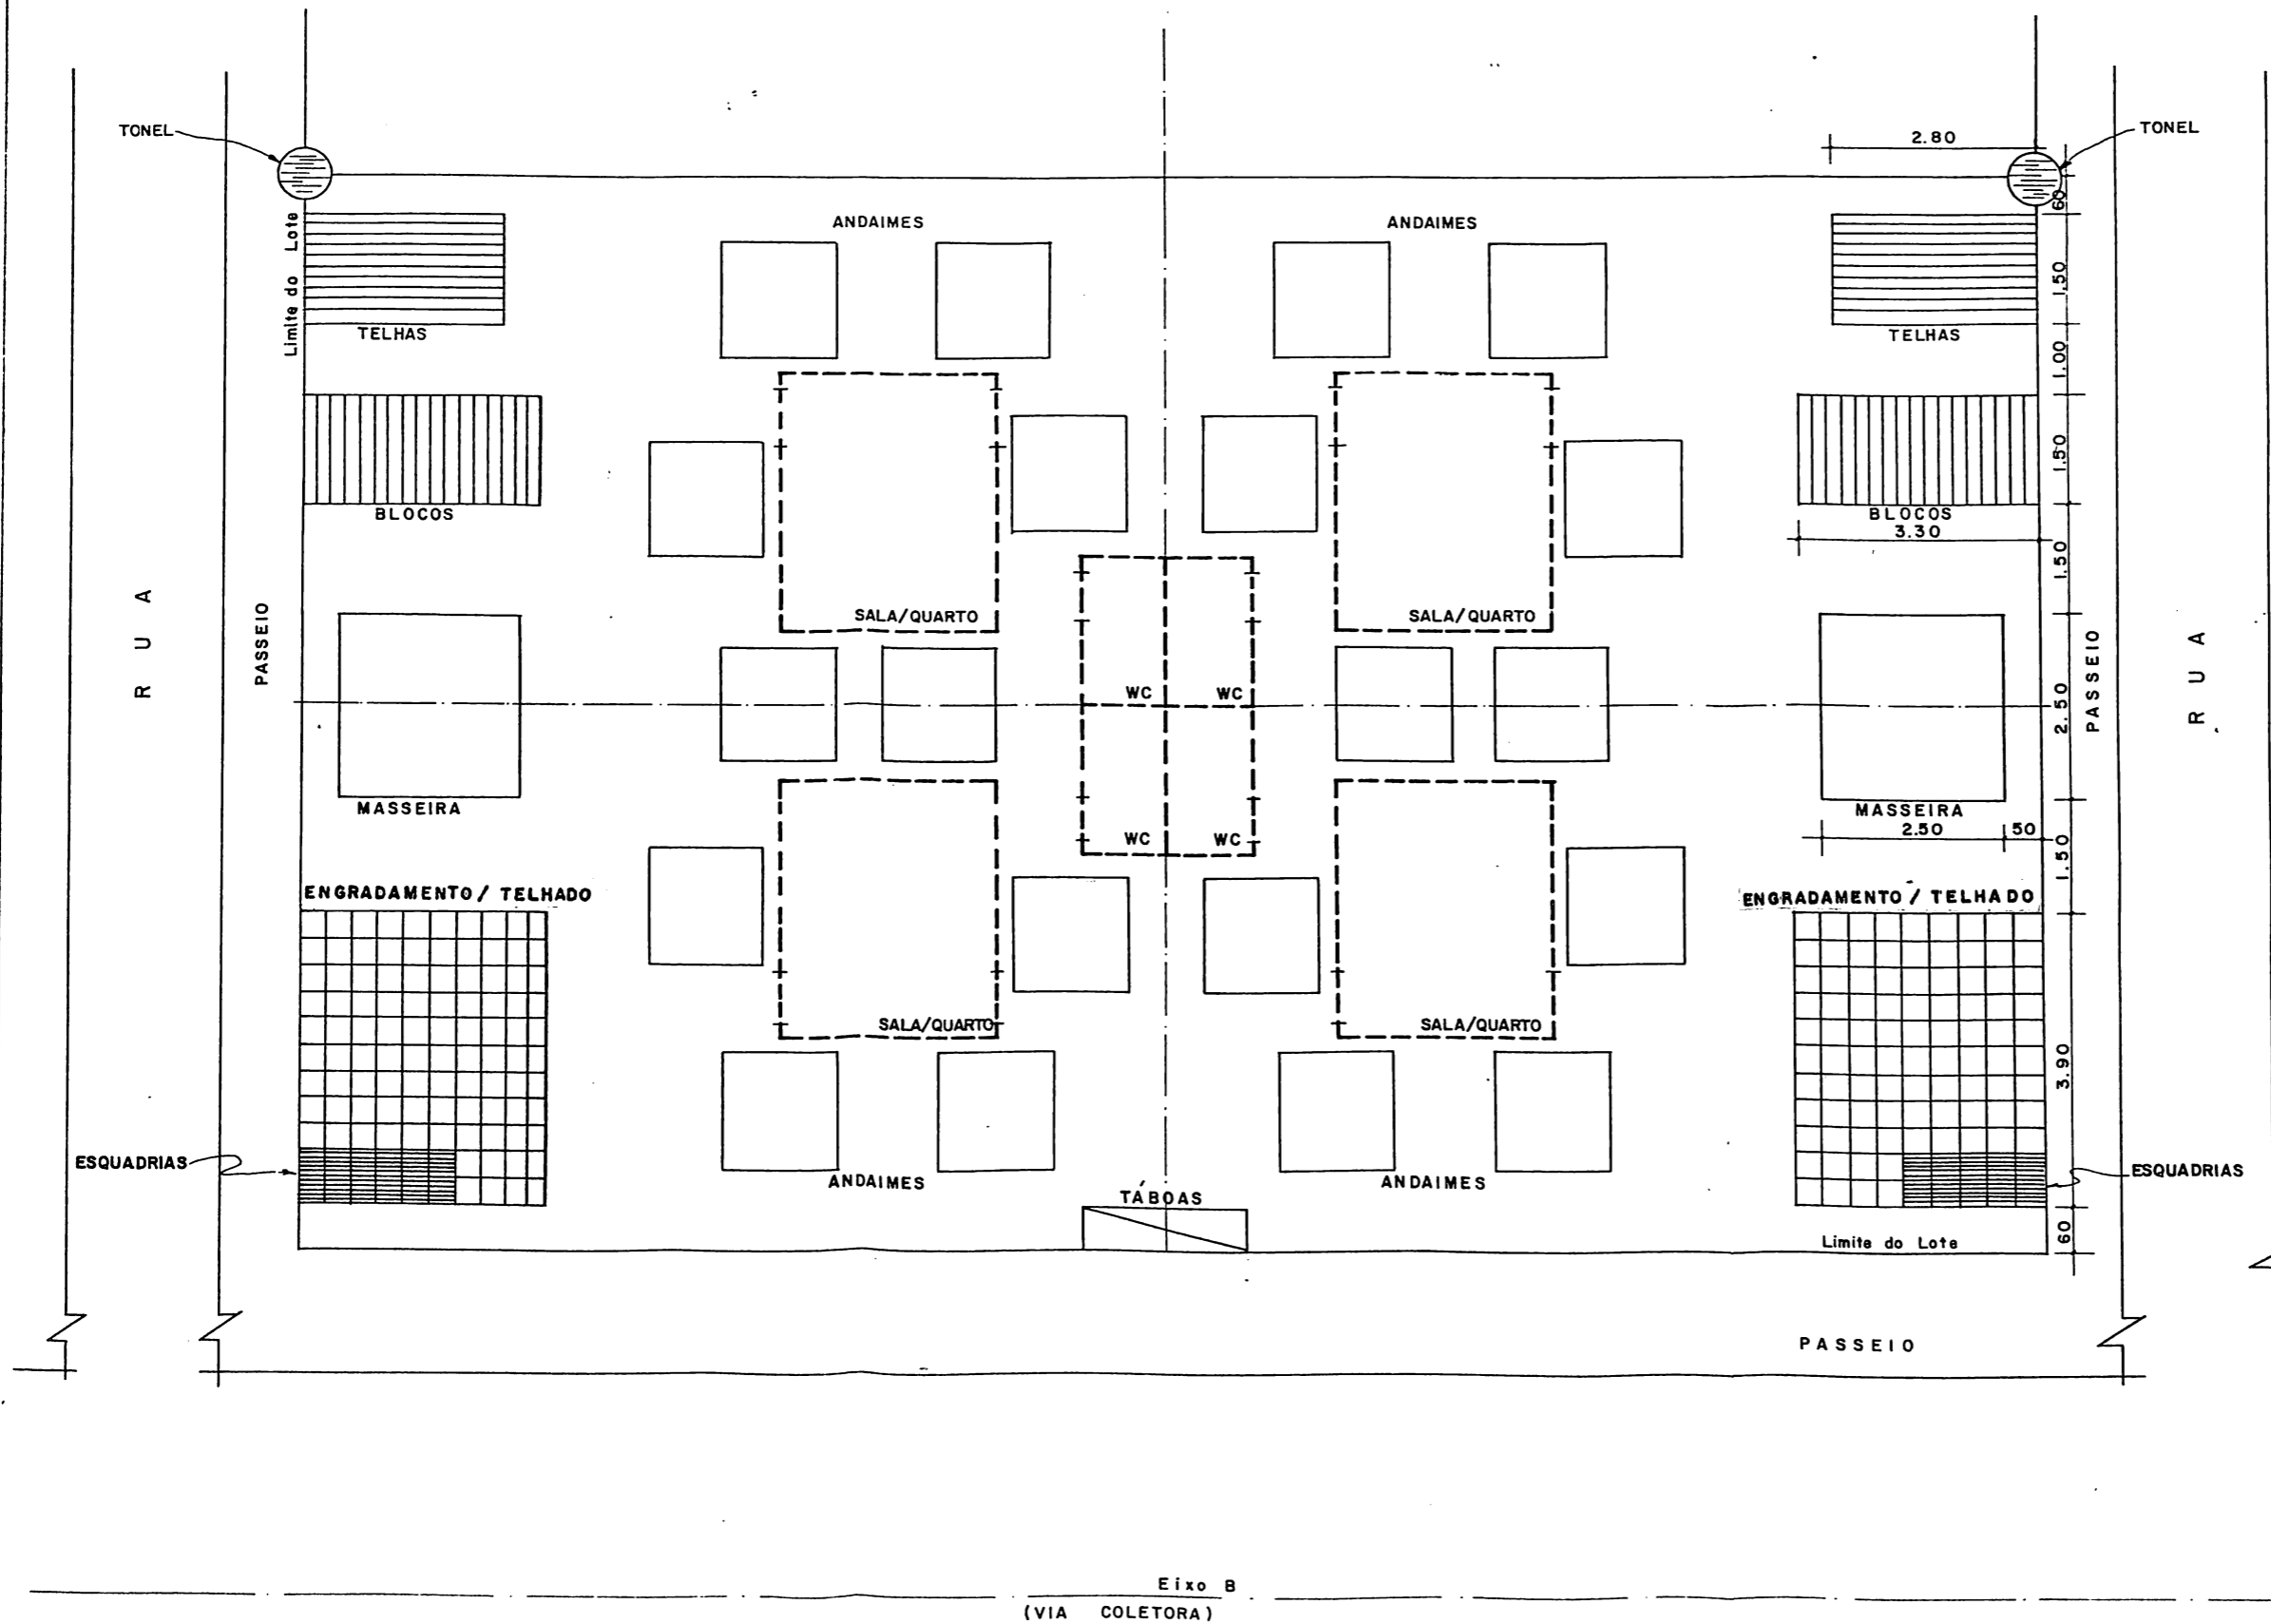 TONEL
2.80
TONEL
60
Limite do Lote
ANDAIMES
ANDAIMES
1.50
TELHAS
TELHAS
1.00
1.50
BLOCOS
BLOCOS
3.30
1.50
RUA
PASSEIO
SALA/QUARTO
SALA/QUARTO
PASSEIO
RUA
WC
WC
2.50
MASSEIRA
MASSEIRA
2.50
50
WC
WC
1.50
ENGRADAMENTO / TELHADO
ENGRADAMENTO / TELHADO
SALA/QUARTO
SALA/QUARTO
3.90
ESQUADRIAS
ESQUADRIAS
ANDAIMES
ANDAIMES
TÁBOAS
60
Limite do Lote
PASSEIO
Eixo B
(VIA COLETORA)